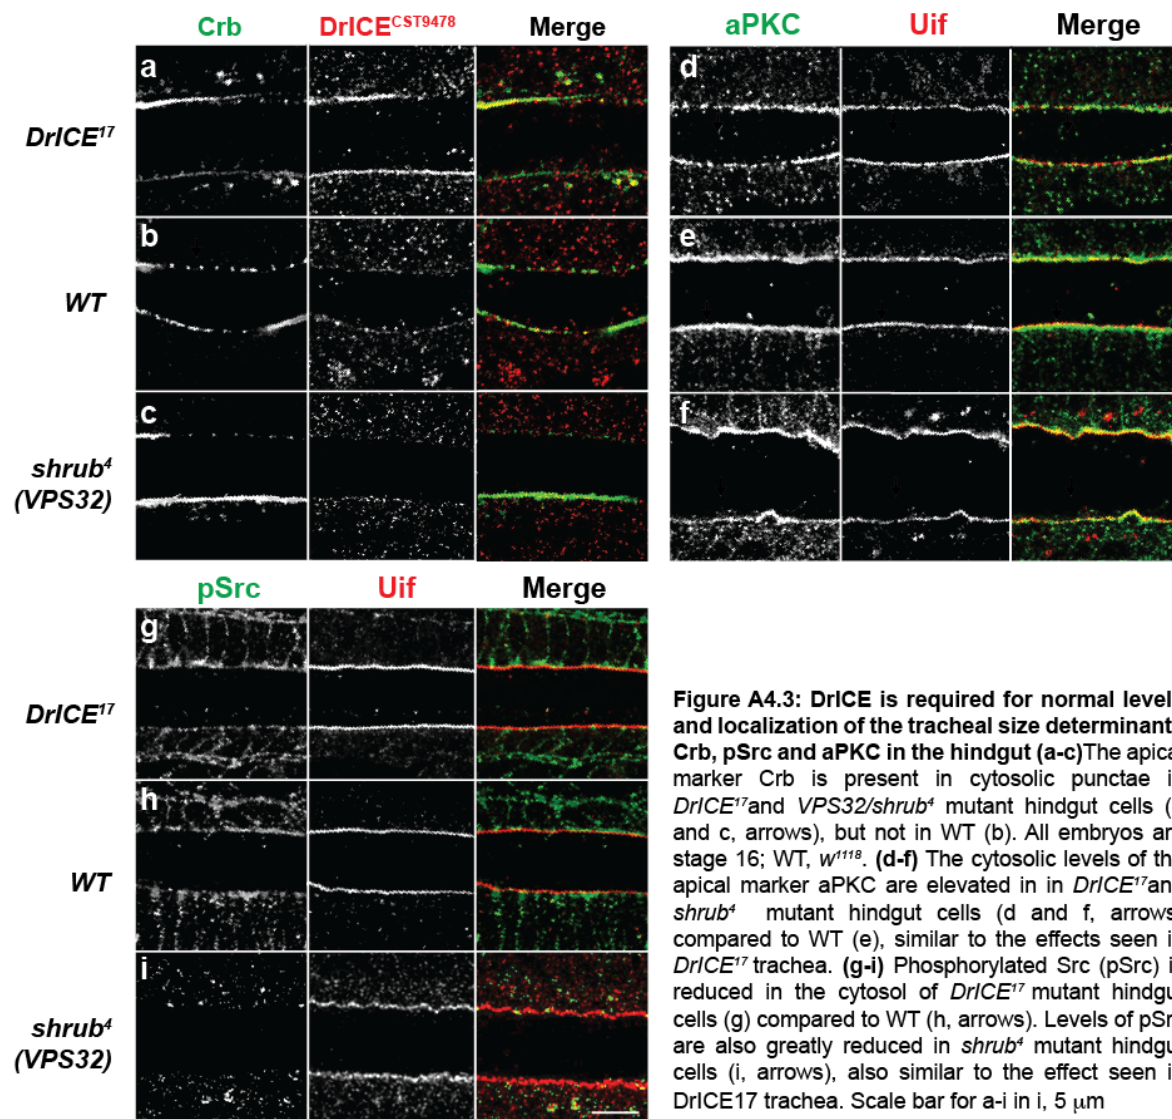 Crb DrICE^CST9478 Merge
aPKC Uif Merge
a
d
DrICE^17
b
e
WT
c
f
shrub^4
(VPS32)
pSrc Uif Merge
g
DrICE^17
h
WT
i
shrub^4
(VPS32)
Figure A4.3: DrICE is required for normal level
and localization of the tracheal size determinant
Crb, pSrc and aPKC in the hindgut (a-c)The apica
marker Crb is present in cytosolic punctae i
DrICE^17and VPS32/shrub^4 mutant hindgut cells (
and c, arrows), but not in WT (b). All embryos ar
stage 16; WT, w^1118. (d-f) The cytosolic levels of th
apical marker aPKC are elevated in in DrICE^17an
shrub^4 mutant hindgut cells (d and f, arrows
compared to WT (e), similar to the effects seen i
DrICE^17 trachea. (g-i) Phosphorylated Src (pSrc) i
reduced in the cytosol of DrICE^17 mutant hindgu
cells (g) compared to WT (h, arrows). Levels of pSr
are also greatly reduced in shrub^4 mutant hindgu
cells (i, arrows), also similar to the effect seen i
DrICE17 trachea. Scale bar for a-i in i, 5 μm